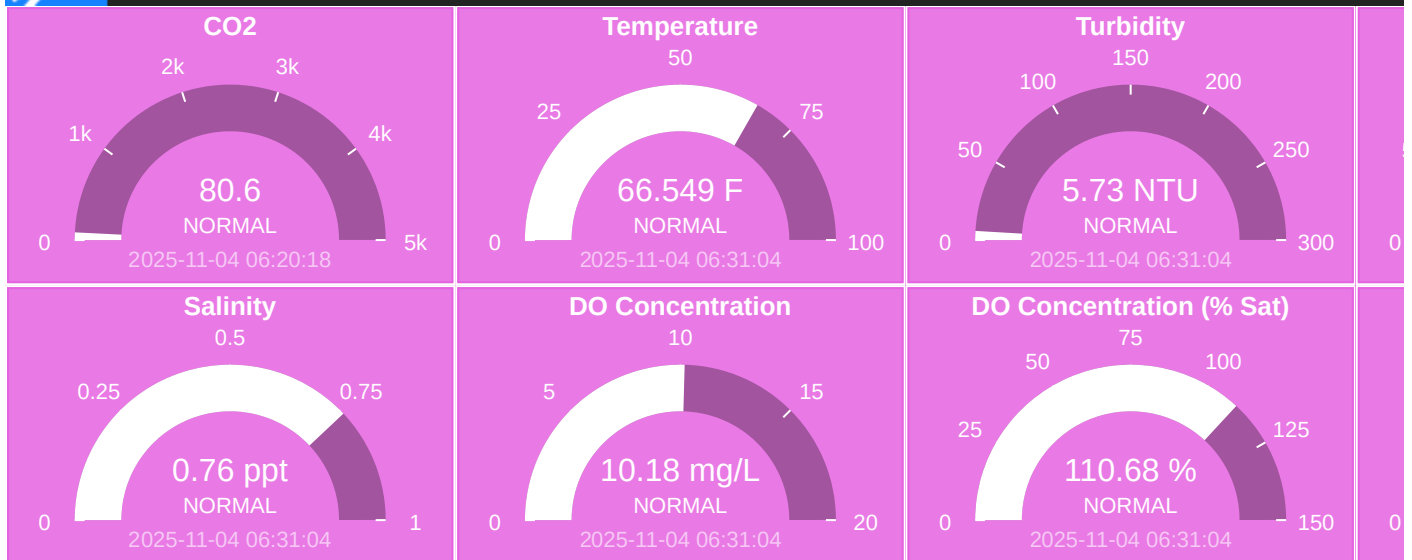 CO2
0
1k
2k
3k
4k
5k
80.6
NORMAL
2025-11-04 06:20:18
Temperature
0
25
50
75
100
66.549 F
NORMAL
2025-11-04 06:31:04
Turbidity
0
50
100
150
200
250
300
5.73 NTU
NORMAL
2025-11-04 06:31:04
0
Salinity
0
0.25
0.5
0.75
1
0.76 ppt
NORMAL
2025-11-04 06:31:04
DO Concentration
0
5
10
15
20
10.18 mg/L
NORMAL
2025-11-04 06:31:04
DO Concentration (% Sat)
0
25
50
75
100
125
150
110.68 %
NORMAL
2025-11-04 06:31:04
0